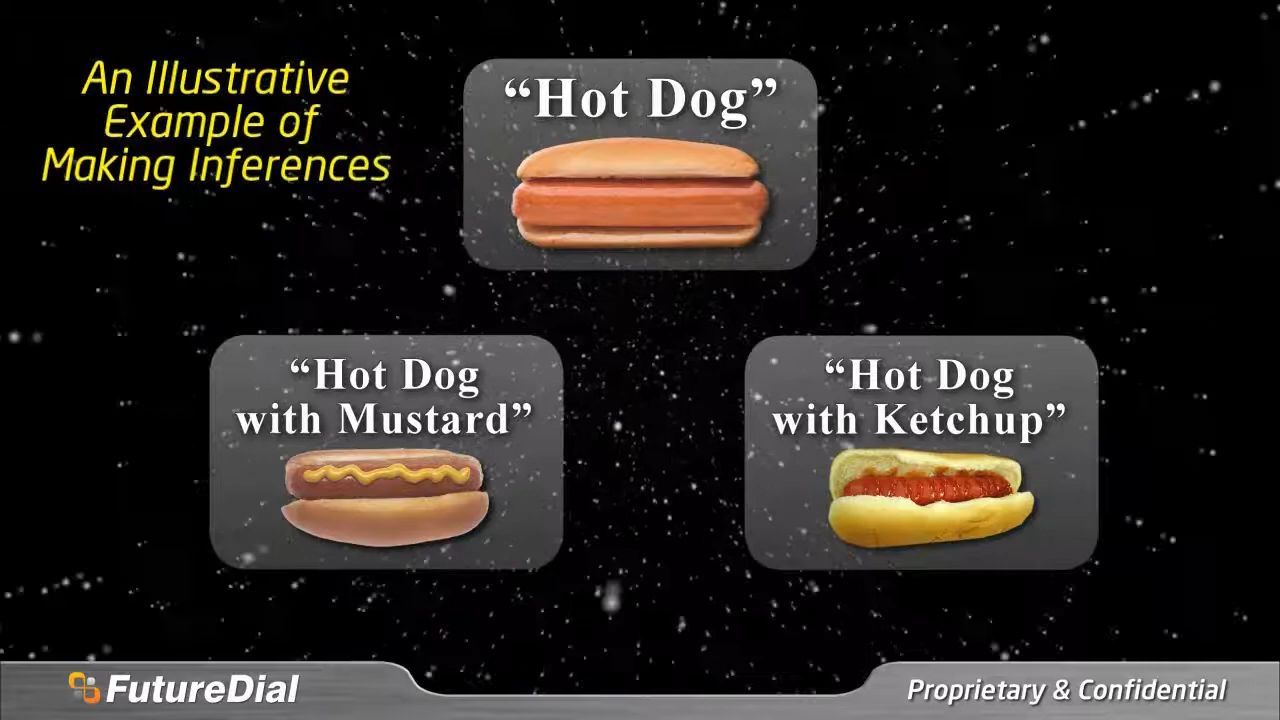 An Illustrative
Example of
Making Inferences
“Hot Dog”
“Hot Dog
with Mustard”
“Hot Dog
with Ketchup”
FutureDial
Proprietary & Confidential